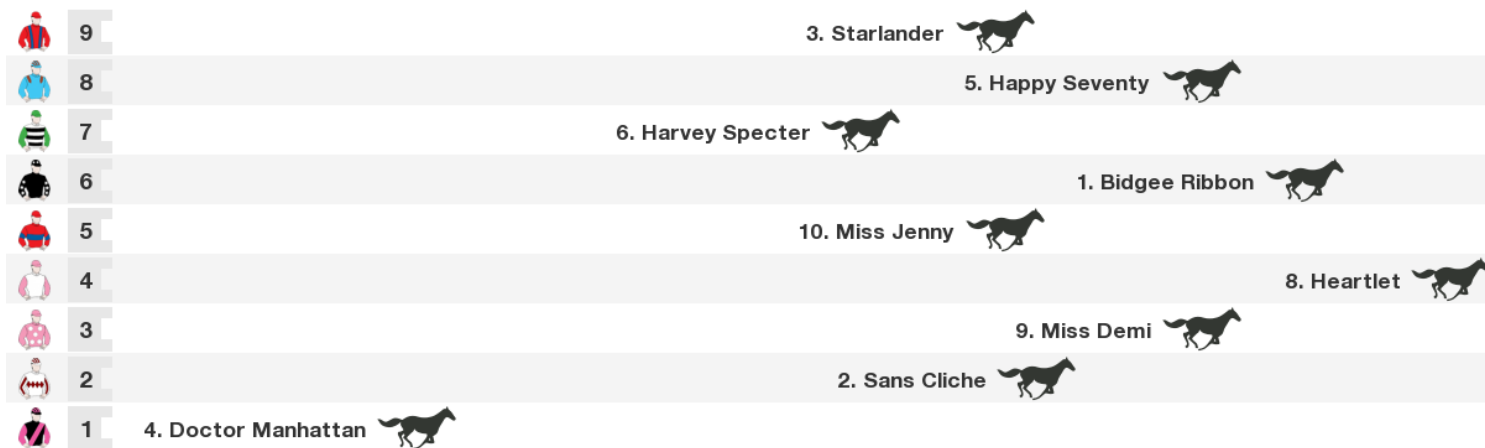 9 3. Starlander
8 5. Happy Seventy
7 6. Harvey Specter
6 1. Bidgee Ribbon
5 10. Miss Jenny
4 8. Heartlet
3 9. Miss Demi
2 2. Sans Cliche
1 4. Doctor Manhattan